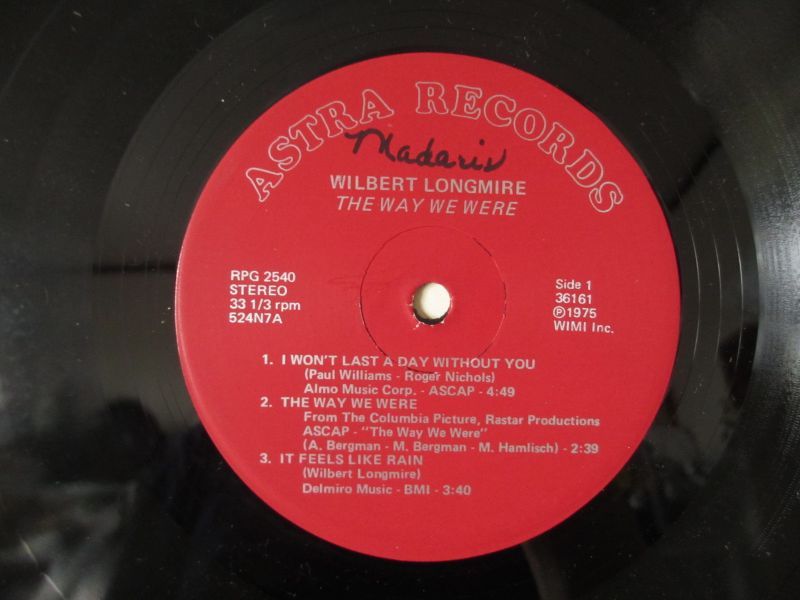 ASTRA RECORDS
Madaris
WILBERT LONGMIRE
THE WAY WE WERE
RPG 2540
STEREO
33 1/3 rpm
524N7A
Side 1
36161
Ⓟ1975
WIMI Inc.
1. I WON'T LAST A DAY WITHOUT YOU
(Paul Williams - Roger Nichols)
Almo Music Corp. - ASCAP - 4:49
2. THE WAY WE WERE
From The Columbia Picture, Rastar Productions
ASCAP - "The Way We Were"
(A. Bergman - M. Bergman - M. Hamlisch) - 2:39
3. IT FEELS LIKE RAIN
(Wilbert Longmire)
Delmiro Music - BMI - 3:40